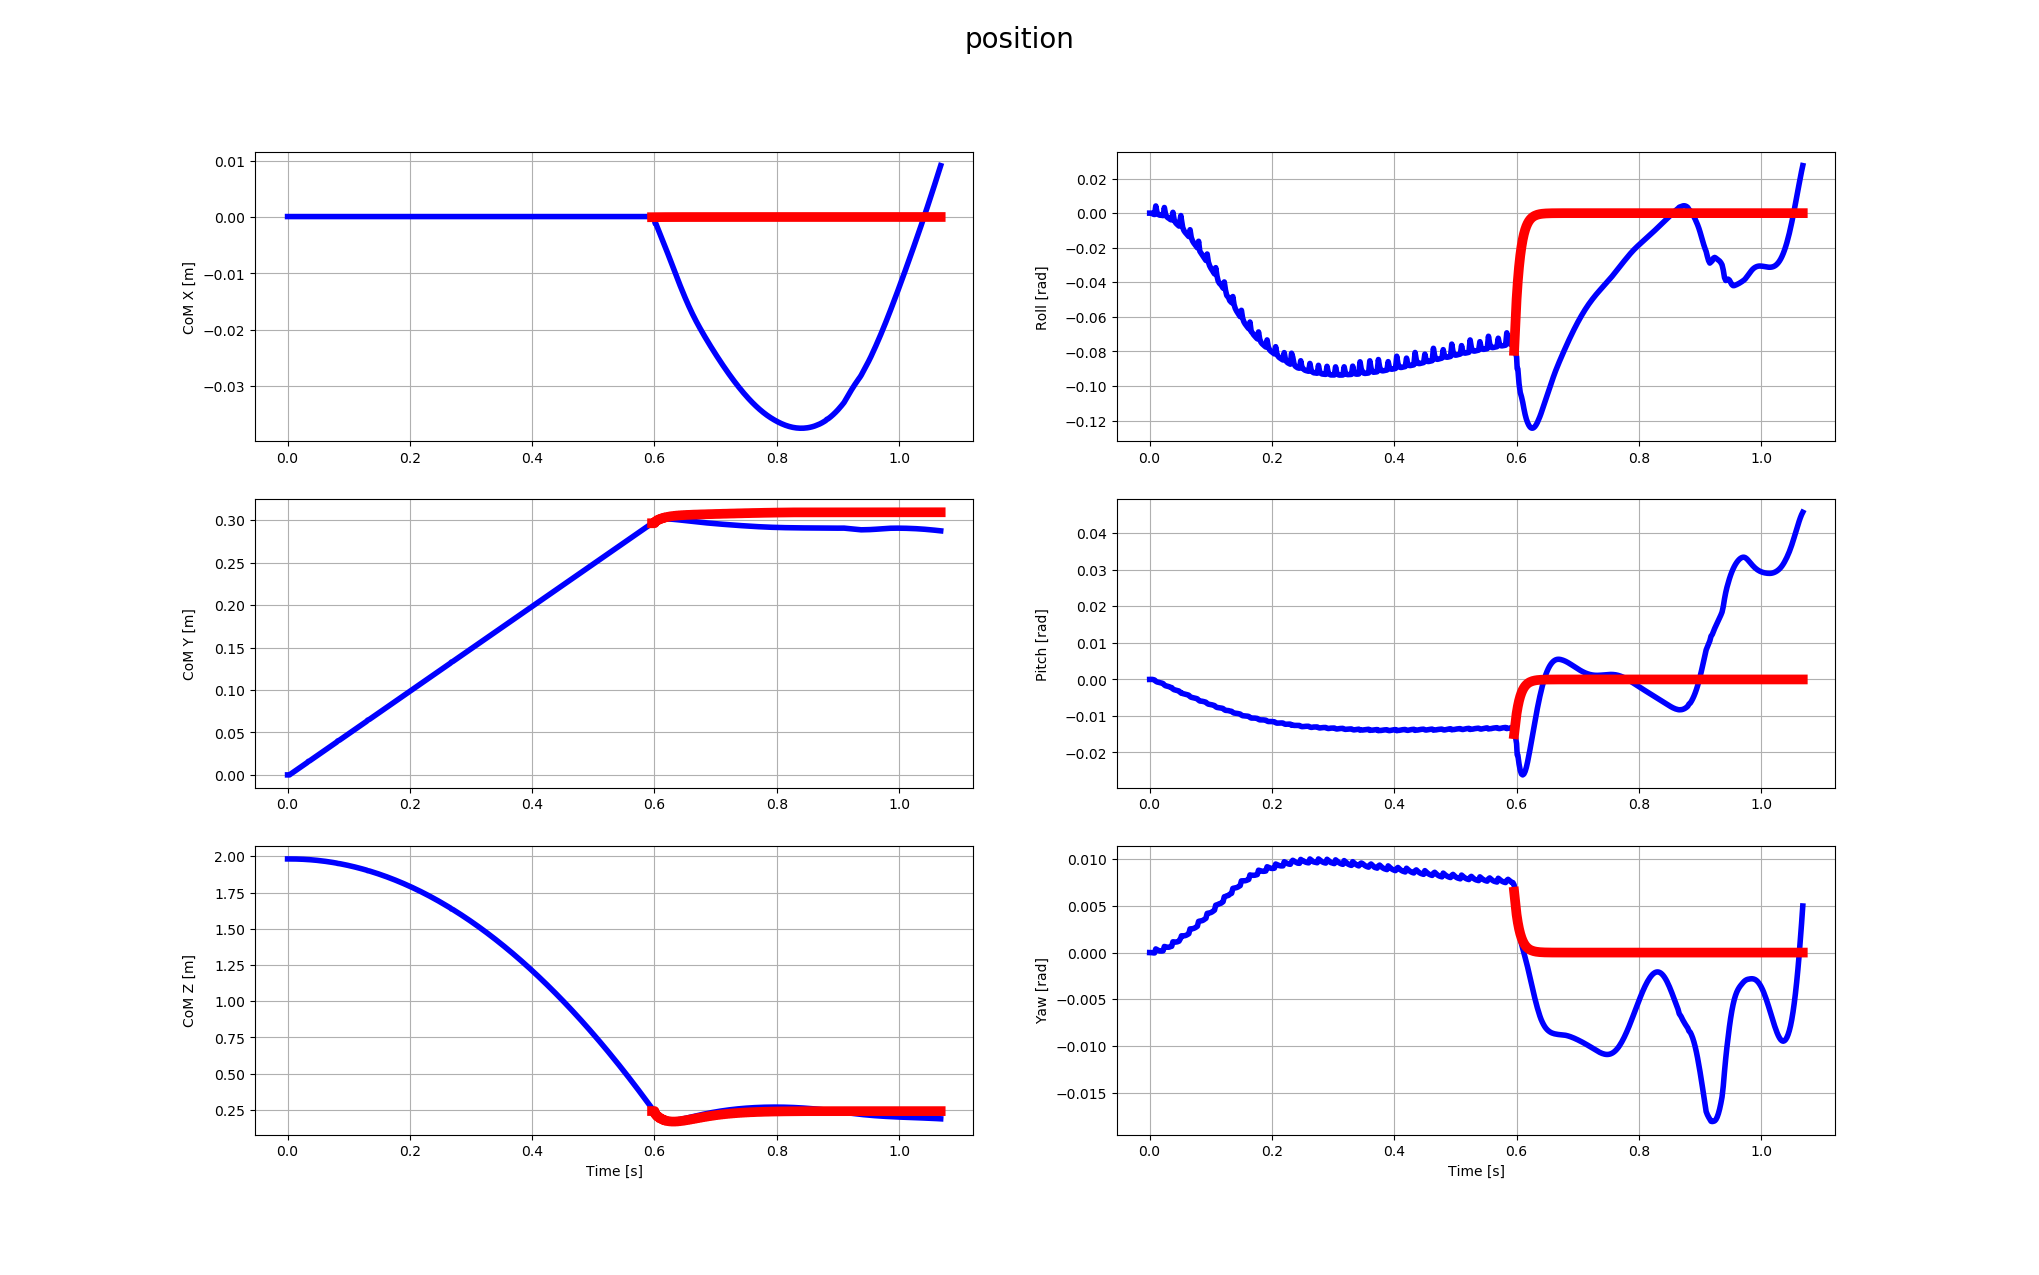 position
CoM X [m]
0.01
0.00
−0.01
−0.02
−0.03
0.0 0.2 0.4 0.6 0.8 1.0
Roll [rad]
0.02
0.00
−0.02
−0.04
−0.06
−0.08
−0.10
−0.12
0.0 0.2 0.4 0.6 0.8 1.0
CoM Y [m]
0.30
0.25
0.20
0.15
0.10
0.05
0.00
0.0 0.2 0.4 0.6 0.8 1.0
Pitch [rad]
0.04
0.03
0.02
0.01
0.00
−0.01
−0.02
0.0 0.2 0.4 0.6 0.8 1.0
CoM Z [m]
2.00
1.75
1.50
1.25
1.00
0.75
0.50
0.25
0.0 0.2 0.4 0.6 0.8 1.0
Time [s]
Yaw [rad]
0.010
0.005
0.000
−0.005
−0.010
−0.015
0.0 0.2 0.4 0.6 0.8 1.0
Time [s]